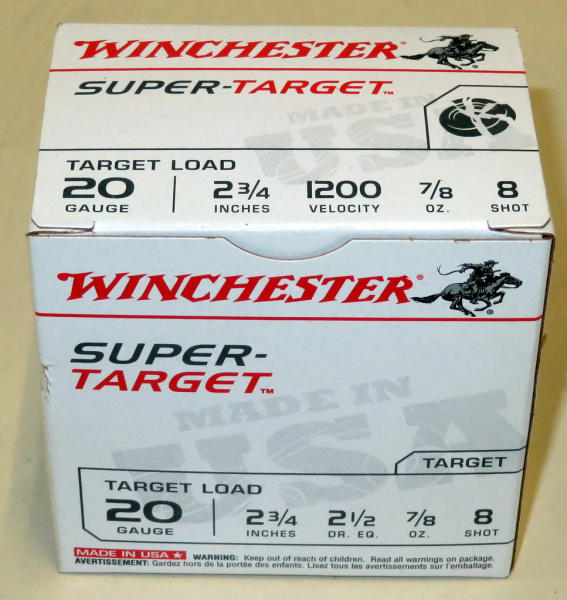 WINCHESTER®
SUPER-TARGET™
MADE IN
USA
TARGET LOAD
20 2 3/4 1200 7/8 8
GAUGE INCHES VELOCITY OZ. SHOT
WINCHESTER®
SUPER-
TARGET™
MADE IN
USA
TARGET
TARGET LOAD
20 2 3/4 2 1/2 7/8 8
GAUGE INCHES DR. EQ. OZ. SHOT
MADE IN USA ★ WARNING: Keep out of reach of children. Read all warnings on package.
AVERTISSEMENT: Gardez hors de la portée des enfants. Lisez tous les avertissements sur l'emballage.